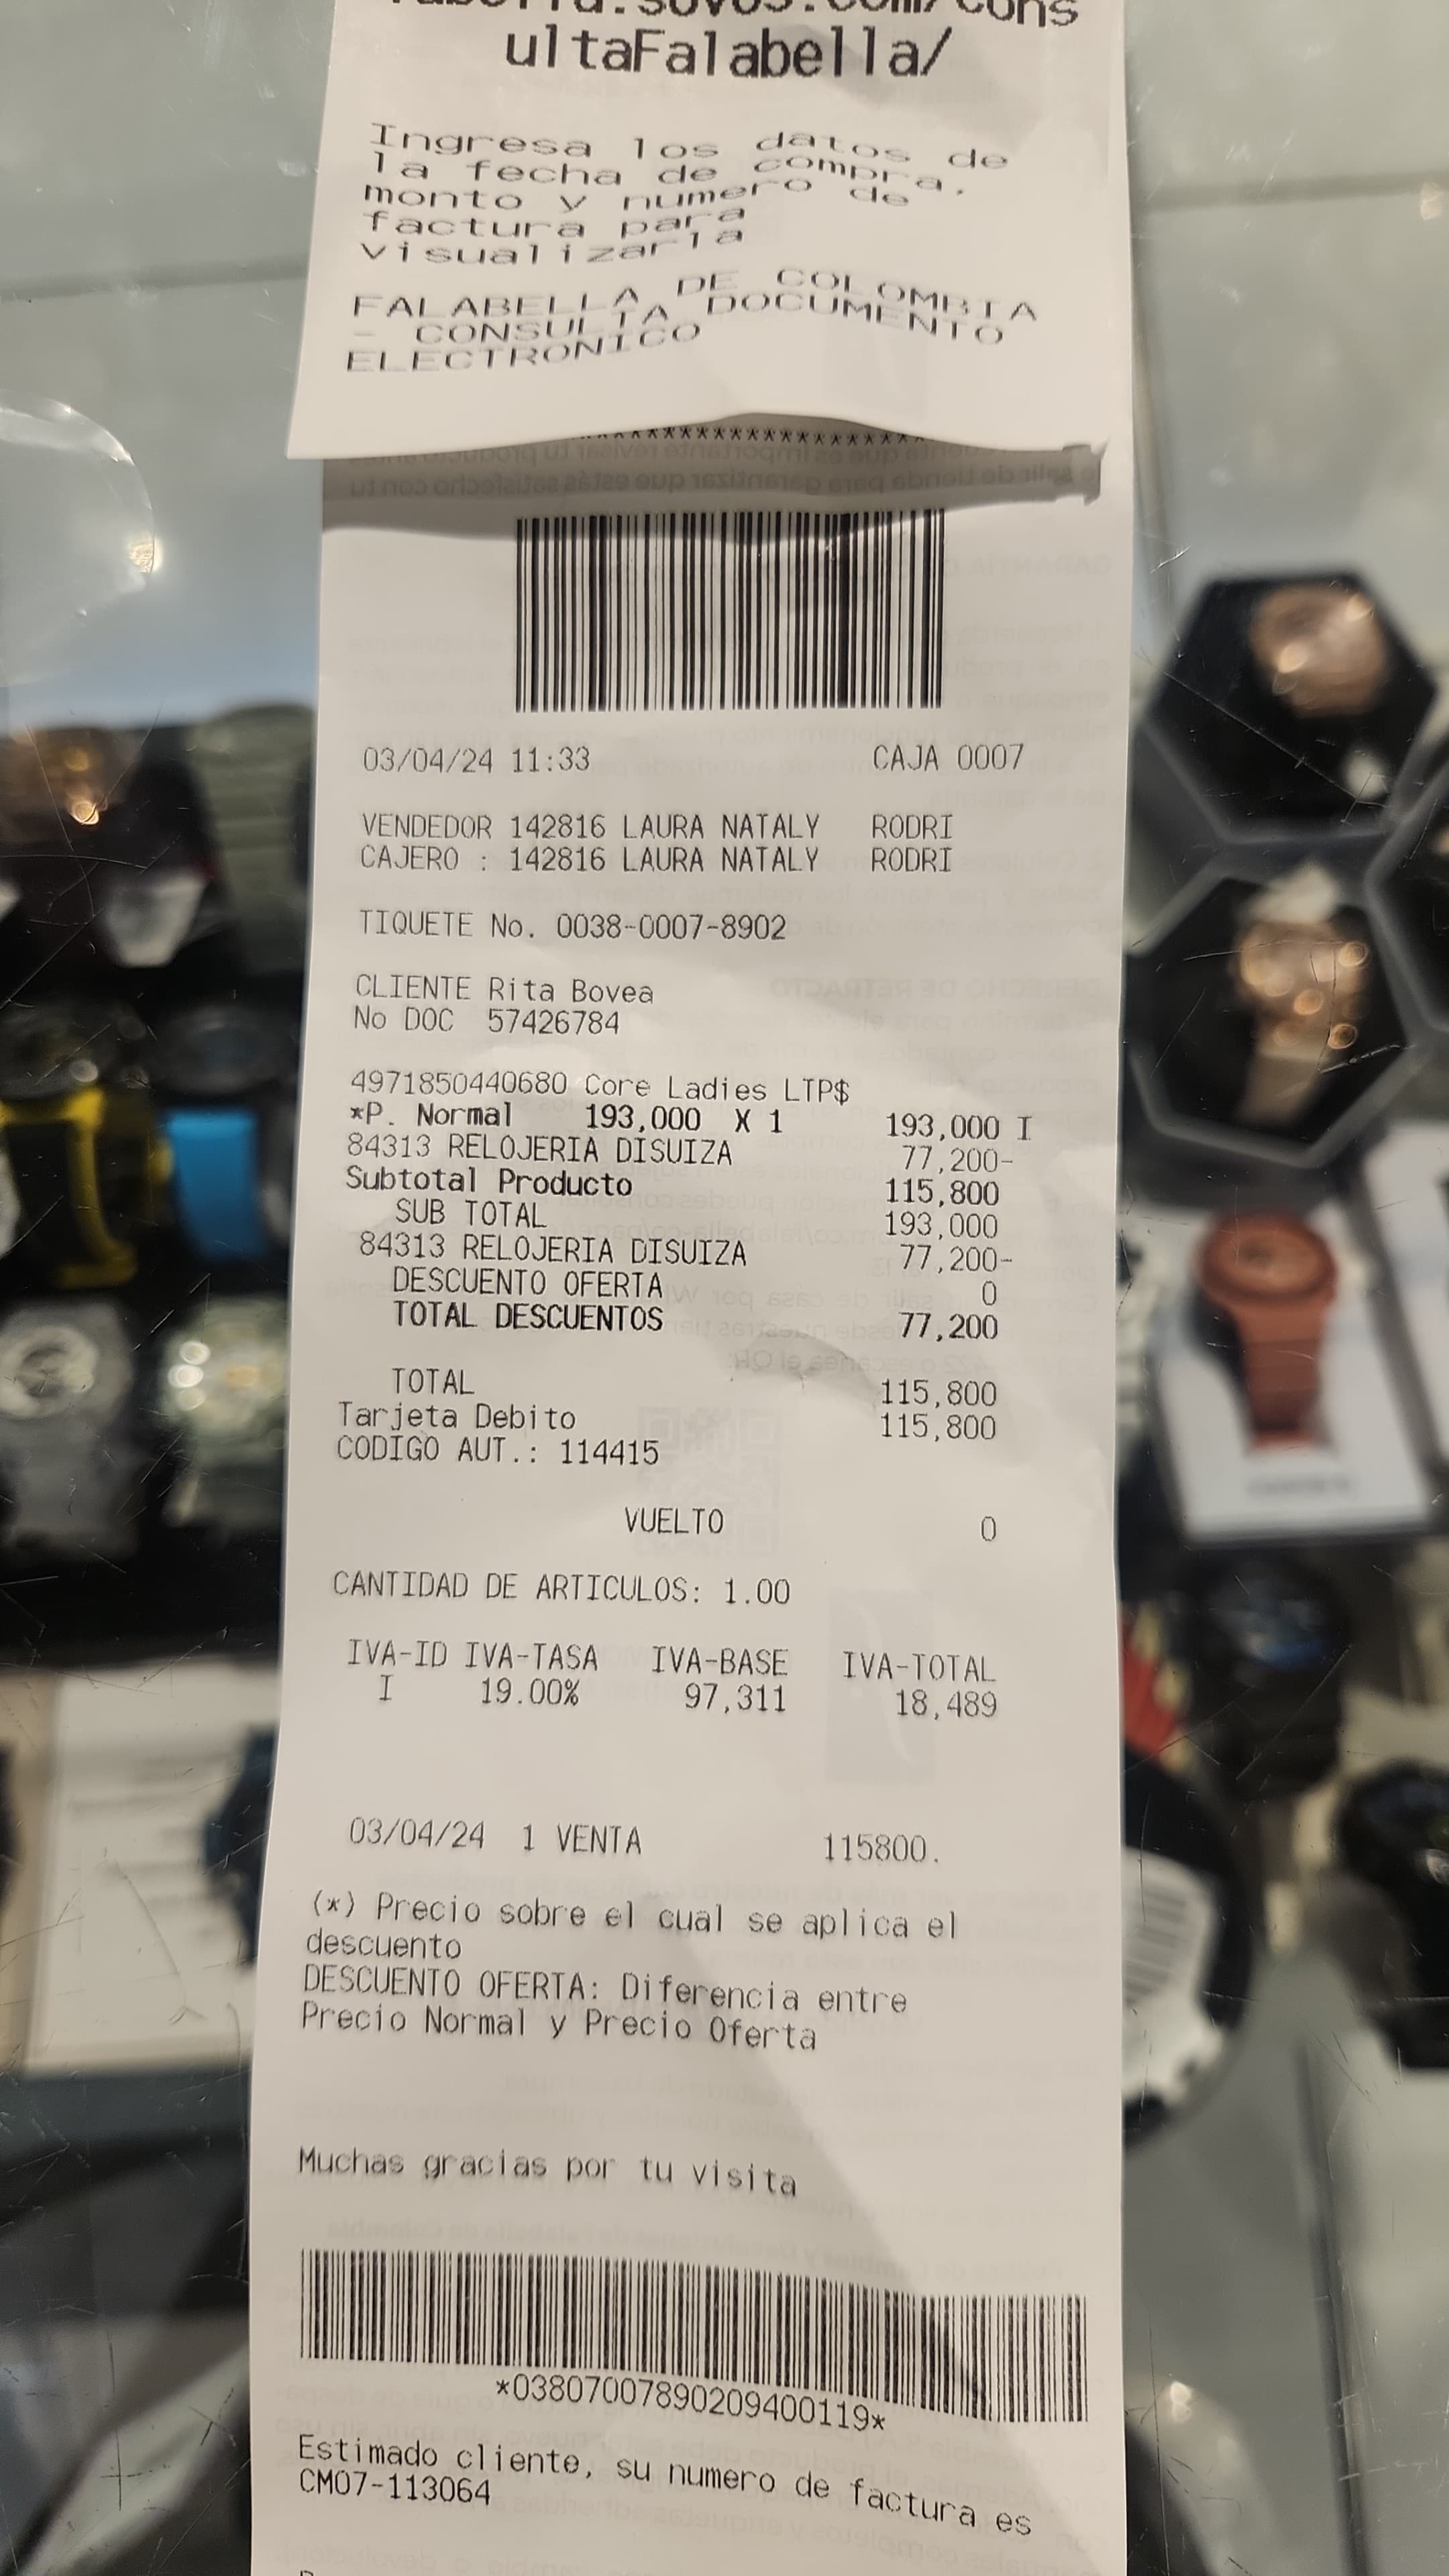 ultaFalabella/
Ingresa los datos de
la fecha de compra.
monto y numero de
factura para
visualizarla
FALABELLA DE COLOMBIA
- CONSULTA DOCUMENTO
ELECTRONICO
03/04/24 11:33 CAJA 0007
VENDEDOR 142816 LAURA NATALY RODRI
CAJERO : 142816 LAURA NATALY RODRI
TIQUETE No. 0038-0007-8902
CLIENTE Rita Bovea
No DOC 57426784
4971850440680 Core Ladies LTP$
*P. Normal 193,000 X 1 193,000 I
84313 RELOJERIA DISUIZA 77,200-
Subtotal Producto 115,800
SUB TOTAL 193,000
84313 RELOJERIA DISUIZA 77,200-
DESCUENTO OFERTA 0
TOTAL DESCUENTOS 77,200
TOTAL 115,800
Tarjeta Debito 115,800
CODIGO AUT.: 114415
VUELTO 0
CANTIDAD DE ARTICULOS: 1.00
IVA-ID IVA-TASA IVA-BASE IVA-TOTAL
I 19.00% 97,311 18,489
03/04/24 1 VENTA 115800.
(*) Precio sobre el cual se aplica el
descuento
DESCUENTO OFERTA: Diferencia entre
Precio Normal y Precio Oferta
Muchas gracias por tu visita
*03807007890209400119*
Estimado cliente, su numero de factura es
CM07-113064